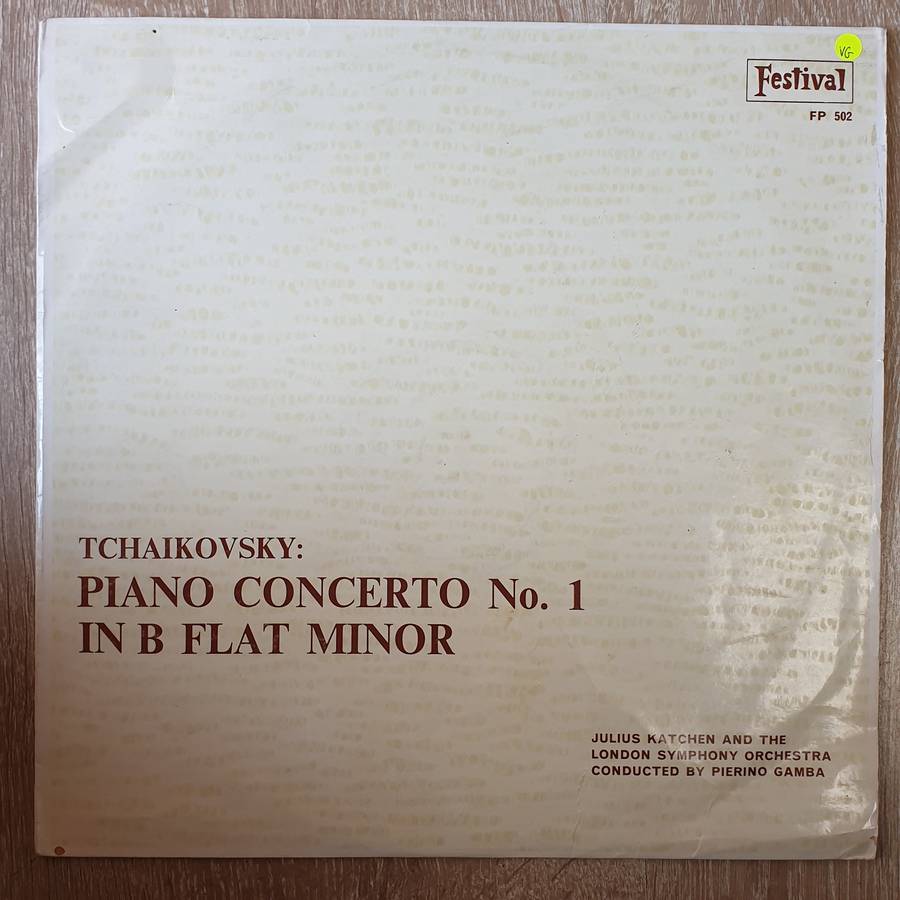 VG
Festival
FP 502
TCHAIKOVSKY:
PIANO CONCERTO No. 1
IN B FLAT MINOR
JULIUS KATCHEN AND THE
LONDON SYMPHONY ORCHESTRA
CONDUCTED BY PIERINO GAMBA